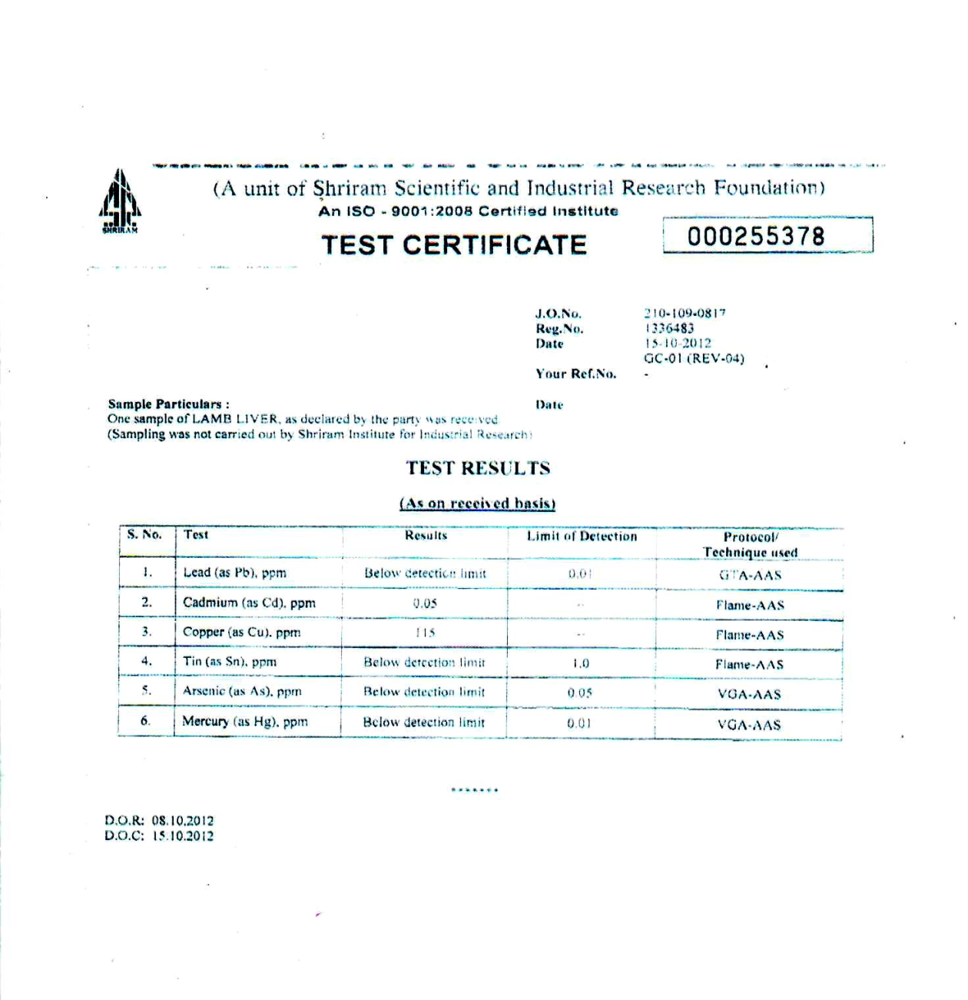 SHRIRAM
(A unit of Shriram Scientific and Industrial Research Foundation)
An ISO - 9001:2008 Certified Institute
TEST CERTIFICATE
000255378
J.O.No. 210-109-0817
Reg.No. 1336483
Date 15-10-2012
GC-01 (REV-04)
Your Ref.No. -
Date
Sample Particulars :
One sample of LAMB LIVER, as declared by the party was received
(Sampling was not carried out by Shriram Institute for Industrial Research)
TEST RESULTS
(As on received basis)
S. No. Test Results Limit of Detection Protocol/
Technique used
1. Lead (as Pb), ppm Below detection limit 0.01 GTA-AAS
2. Cadmium (as Cd), ppm 0.05 -- Flame-AAS
3. Copper (as Cu), ppm 115 -- Flame-AAS
4. Tin (as Sn), ppm Below detection limit 1.0 Flame-AAS
5. Arsenic (as As), ppm Below detection limit 0.05 VGA-AAS
6. Mercury (as Hg), ppm Below detection limit 0.01 VGA-AAS
*******
D.O.R: 08.10.2012
D.O.C: 15.10.2012